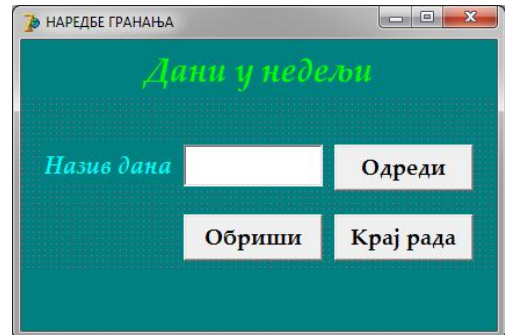 НАРЕДБЕ ГРАНАЊА
Дани у недељи
Назив дана
Одреди
Обриши
Крај рада